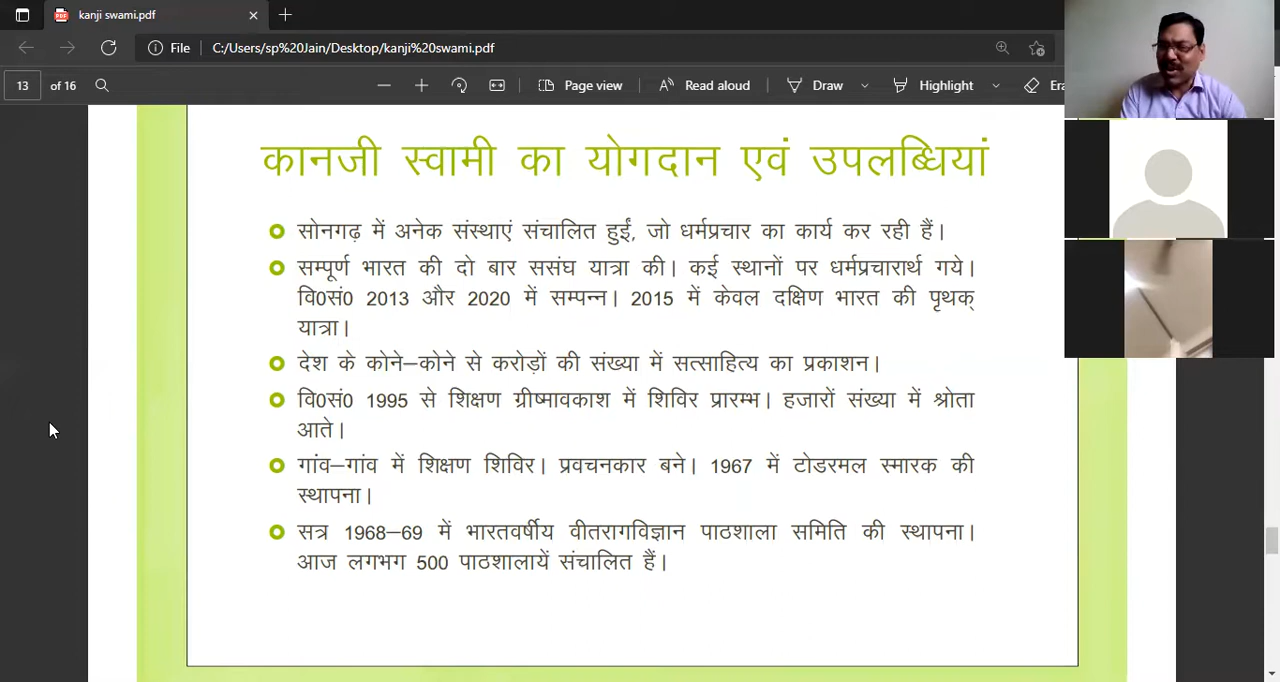 kanji swami.pdf
File C:/Users/sp%20Jain/Desktop/kanji%20swami.pdf
13 of 16 Page view Read aloud Draw Highlight Era
कानजी स्वामी का योगदान एवं उपलब्धियां
सोनगढ़ में अनेक संस्थाएं संचालित हुईं, जो धर्मप्रचार का कार्य कर रही हैं।
सम्पूर्ण भारत की दो बार ससंघ यात्रा की। कई स्थानों पर धर्मप्रचारार्थ गये।
वि0सं0 2013 और 2020 में सम्पन्न। 2015 में केवल दक्षिण भारत की पृथक्
यात्रा।
देश के कोने–कोने से करोड़ों की संख्या में सत्साहित्य का प्रकाशन।
वि0सं0 1995 से शिक्षण ग्रीष्मावकाश में शिविर प्रारम्भ। हजारों संख्या में श्रोता
आते।
गांव–गांव में शिक्षण शिविर। प्रवचनकार बने। 1967 में टोडरमल स्मारक की
स्थापना।
सत्र 1968–69 में भारतवर्षीय वीतरागविज्ञान पाठशाला समिति की स्थापना।
आज लगभग 500 पाठशालायें संचालित हैं।